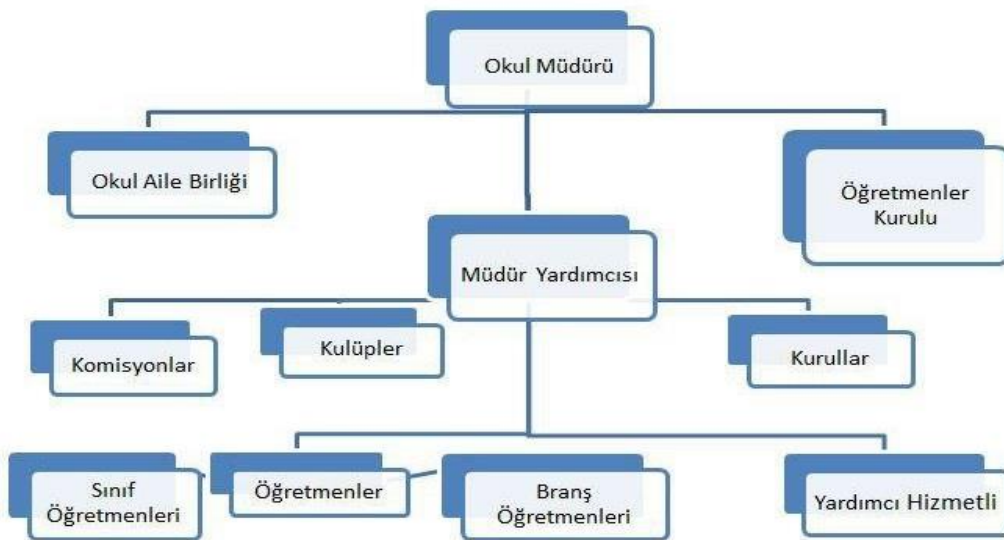 Okul Müdürü
Okul Aile Birliği
Öğretmenler
Kurulu
Müdür Yardımcısı
Komisyonlar
Kulüpler
Kurullar
Sınıf
Öğretmenleri
Öğretmenler
Branş
Öğretmenleri
Yardımcı Hizmetli